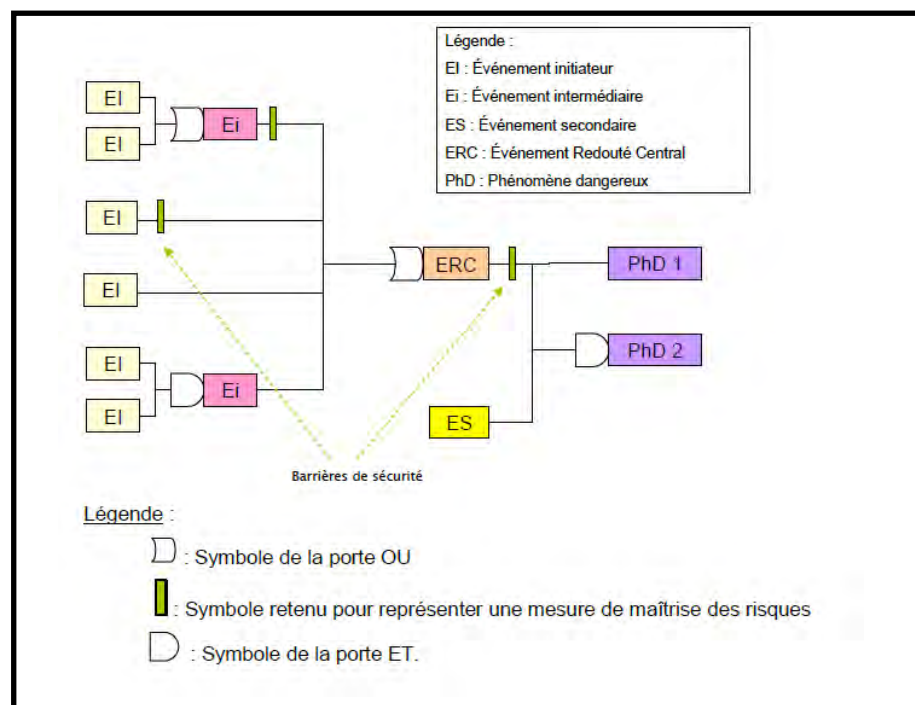 Légende :
EI : Événement initiateur
Ei : Événement intermédiaire
ES : Événement secondaire
ERC : Événement Redouté Central
PhD : Phénomène dangereux
EI
EI
Ei
EI
EI
EI
EI
Ei
ERC
PhD 1
PhD 2
ES
Barrières de sécurité
Légende :
: Symbole de la porte OU
: Symbole retenu pour représenter une mesure de maîtrise des risques
: Symbole de la porte ET.